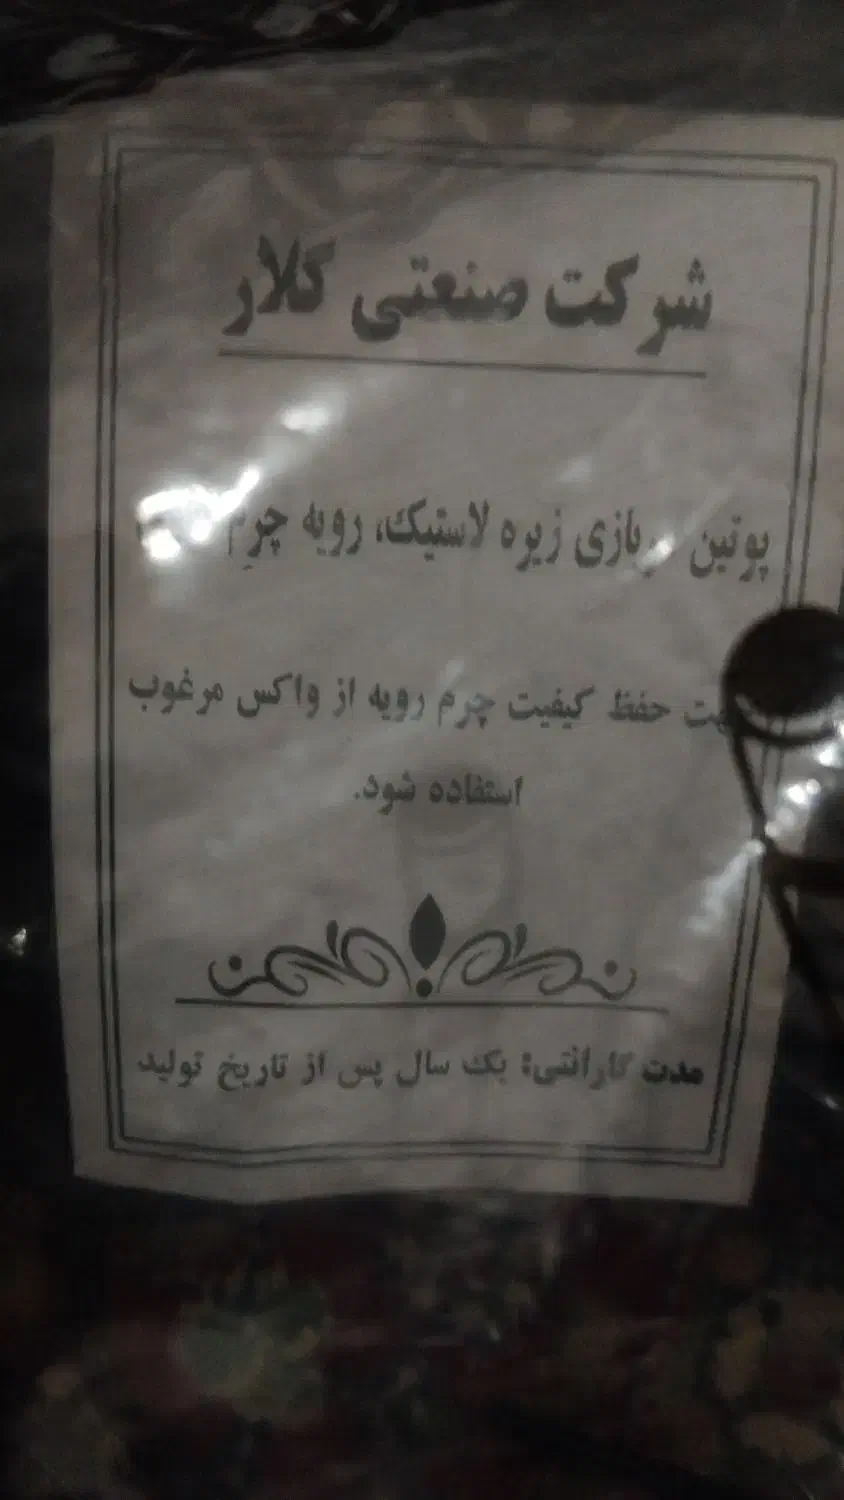 شرکت صنعتی کلار
پوتین سربازی زیره لاستیک، رویه چرم
جهت حفظ کیفیت چرم رویه از واکس مرغوب
استفاده شود.
مدت گارانتی: یک سال پس از تاریخ تولید